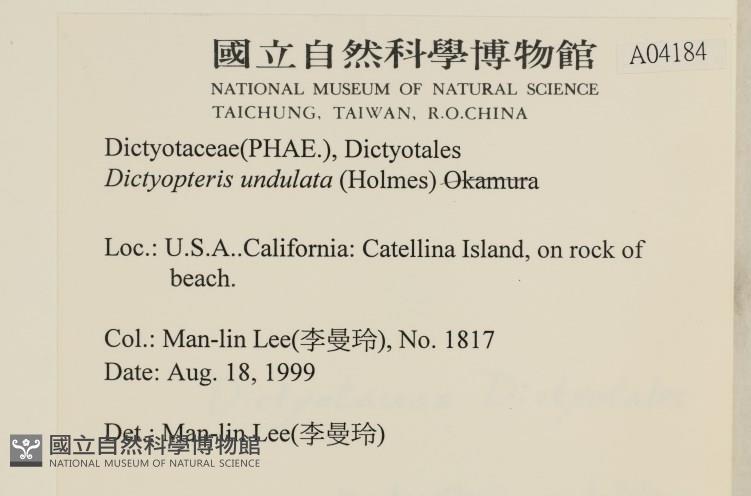 國立自然科學博物館
A04184
NATIONAL MUSEUM OF NATURAL SCIENCE
TAICHUNG, TAIWAN, R.O.CHINA
Dictyotaceae(PHAE.), Dictyotales
Dictyopteris undulata (Holmes) Okamura
Loc.: U.S.A..California: Catellina Island, on rock of
beach.
Col.: Man-lin Lee(李曼玲), No. 1817
Date: Aug. 18, 1999
Det.: Man-lin Lee(李曼玲)
國立自然科學博物館
NATIONAL MUSEUM OF NATURAL SCIENCE